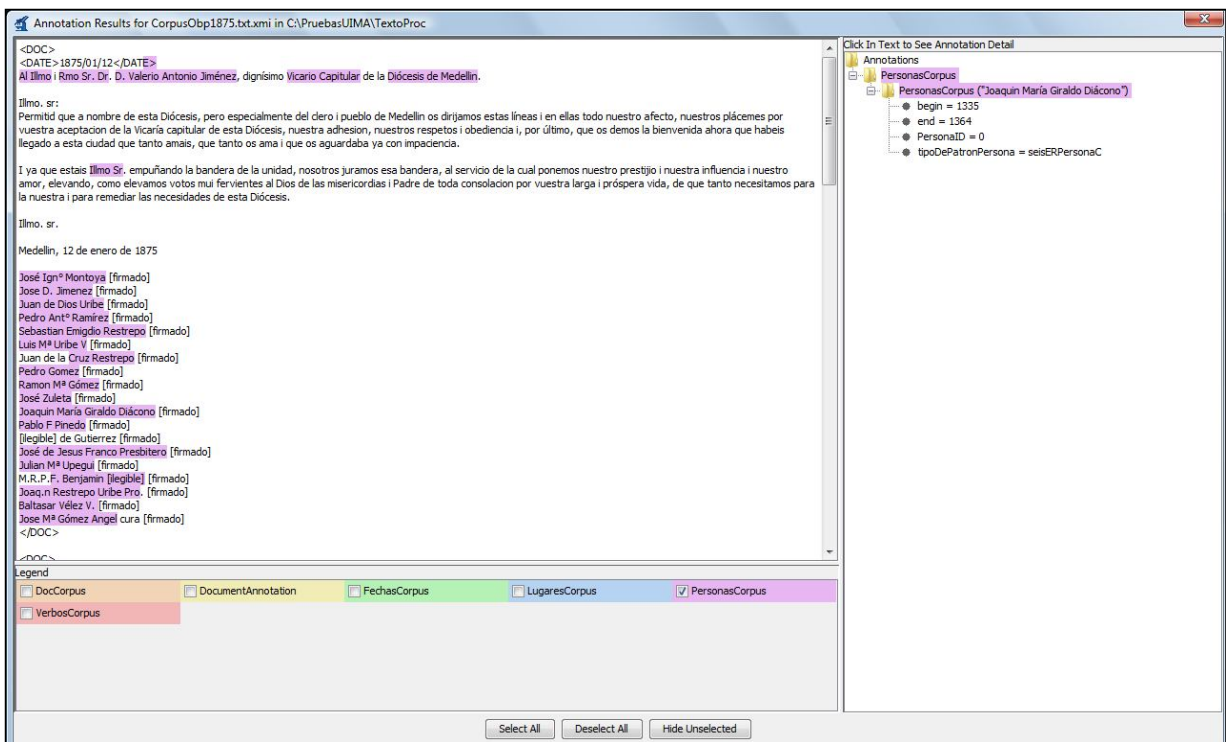 Annotation Results for CorpusObp1875.txt.xmi in C:\PruebasUIMA\TextoProc
<DOC>
<DATE>1875/01/12</DATE>
Al Illmo i Rmo Sr. Dr. D. Valerio Antonio Jiménez, dignísimo Vicario Capitular de la Diócesis de Medellin.
Illmo. sr:
Permitid que a nombre de esta Diócesis, pero especialmente del clero i pueblo de Medellin os dirijamos estas líneas i en ellas todo nuestro afecto, nuestros plácemes por
vuestra aceptacion de la Vicaría capitular de esta Diócesis, nuestra adhesion, nuestros respetos i obediencia i, por último, que os demos la bienvenida ahora que habeis
llegado a esta ciudad que tanto amais, que tanto os ama i que os aguardaba ya con impaciencia.
I ya que estais Illmo Sr. empuñando la bandera de la unidad, nosotros juramos esa bandera, al servicio de la cual ponemos nuestro prestijio i nuestra influencia i nuestro
amor, elevando, como elevamos votos mui fervientes al Dios de las misericordias i Padre de toda consolacion por vuestra larga i próspera vida, de que tanto necesitamos para
la nuestra i para remediar las necesidades de esta Diócesis.
Illmo. sr.
Medellin, 12 de enero de 1875
José Ignº Montoya [firmado]
Jose D. Jimenez [firmado]
Juan de Dios Uribe [firmado]
Pedro Antº Ramírez [firmado]
Sebastian Emigdio Restrepo [firmado]
Luis Mª Uribe V [firmado]
Juan de la Cruz Restrepo [firmado]
Pedro Gomez [firmado]
Ramon Mª Gómez [firmado]
José Zuleta [firmado]
Joaquin María Giraldo Diácono [firmado]
Pablo F Pinedo [firmado]
[ilegible] de Gutierrez [firmado]
José de Jesus Franco Presbitero [firmado]
Julian Mª Upegui [firmado]
M.R.P.F. Benjamin [ilegible] [firmado]
Joaq.n Restrepo Uribe Pro. [firmado]
Baltasar Vélez V. [firmado]
Jose Mª Gómez Angel cura [firmado]
</DOC>
<DOC>
Click In Text to See Annotation Detail
Annotations
PersonasCorpus
PersonasCorpus ("Joaquin María Giraldo Diácono")
begin = 1335
end = 1364
PersonaID = 0
tipoDePatronPersona = seisERPersonaC
Legend
DocCorpus DocumentAnnotation FechasCorpus LugaresCorpus PersonasCorpus
VerbosCorpus
Select All Deselect All Hide Unselected